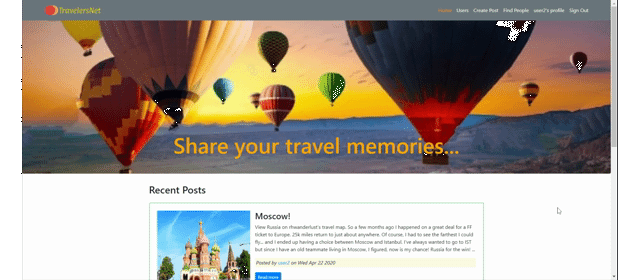 TravelersNet
Home Users Create Post Find People user2's profile Sign Out
Share your travel memories...
Recent Posts
Moscow!
View Russia on rhwanderlust's travel map. So a few months ago I happened on a great deal for a FF
ticket to Europe. 25k miles return to just about anywhere. Of course, I had to see the farthest I could
fly... and I ended up having a choice between Moscow and Istanbul. I've always wanted to go to IST
but since I have an old teammate living in Moscow, I figured, now is my chance! Russia for the win! ...
Posted by user2 on Wed Apr 22 2020
Read more